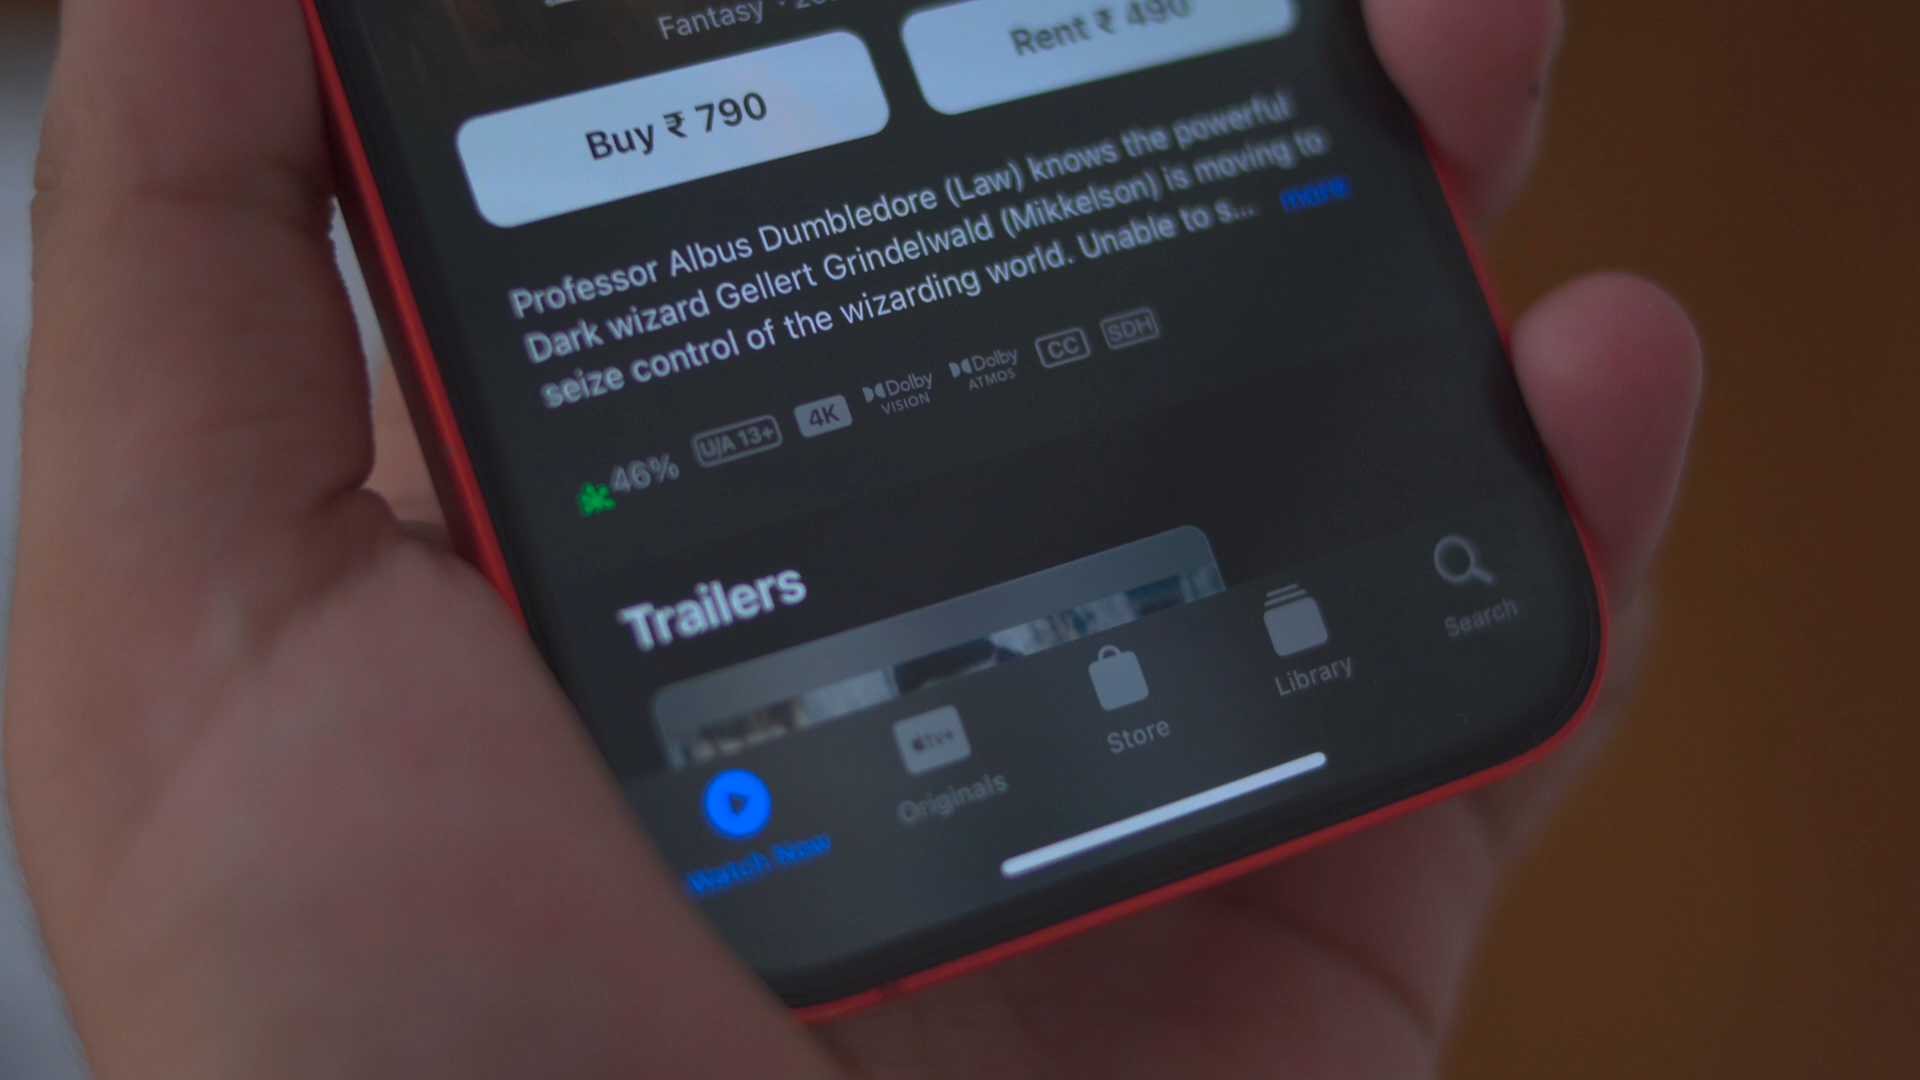 Fantasy ·
Buy ₹ 790
Rent ₹ 490
Professor Albus Dumbledore (Law) knows the powerful
Dark wizard Gellert Grindelwald (Mikkelson) is moving to
seize control of the wizarding world. Unable to s... more
46% U/A 13+ 4K Dolby VISION Dolby ATMOS CC SDH
Trailers
Watch Now
tv+
Originals
Store
Library
Search